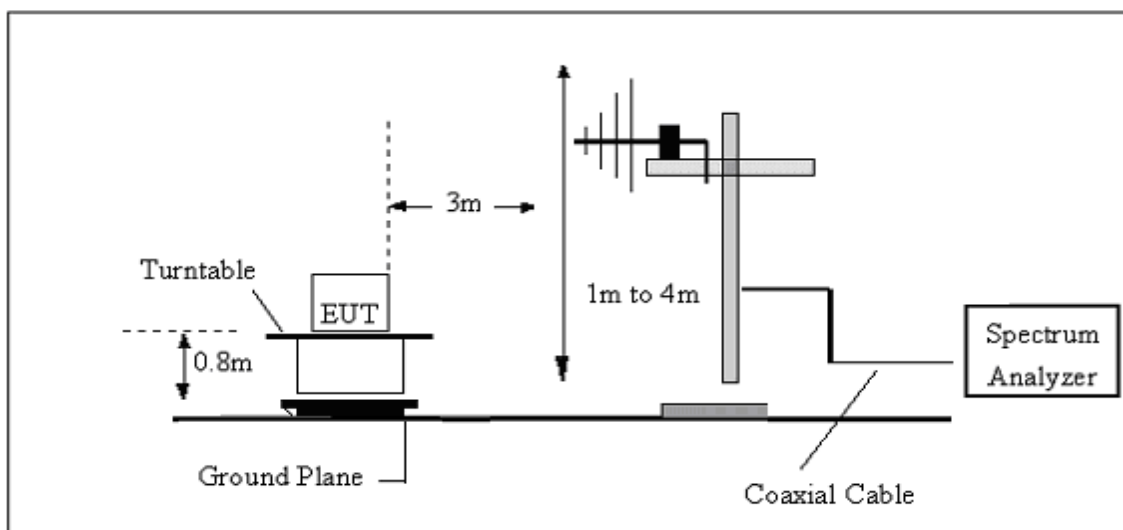 3m
Turntable
EUT
1m to 4m
0.8m
Spectrum
Analyzer
Ground Plane
Coaxial Cable